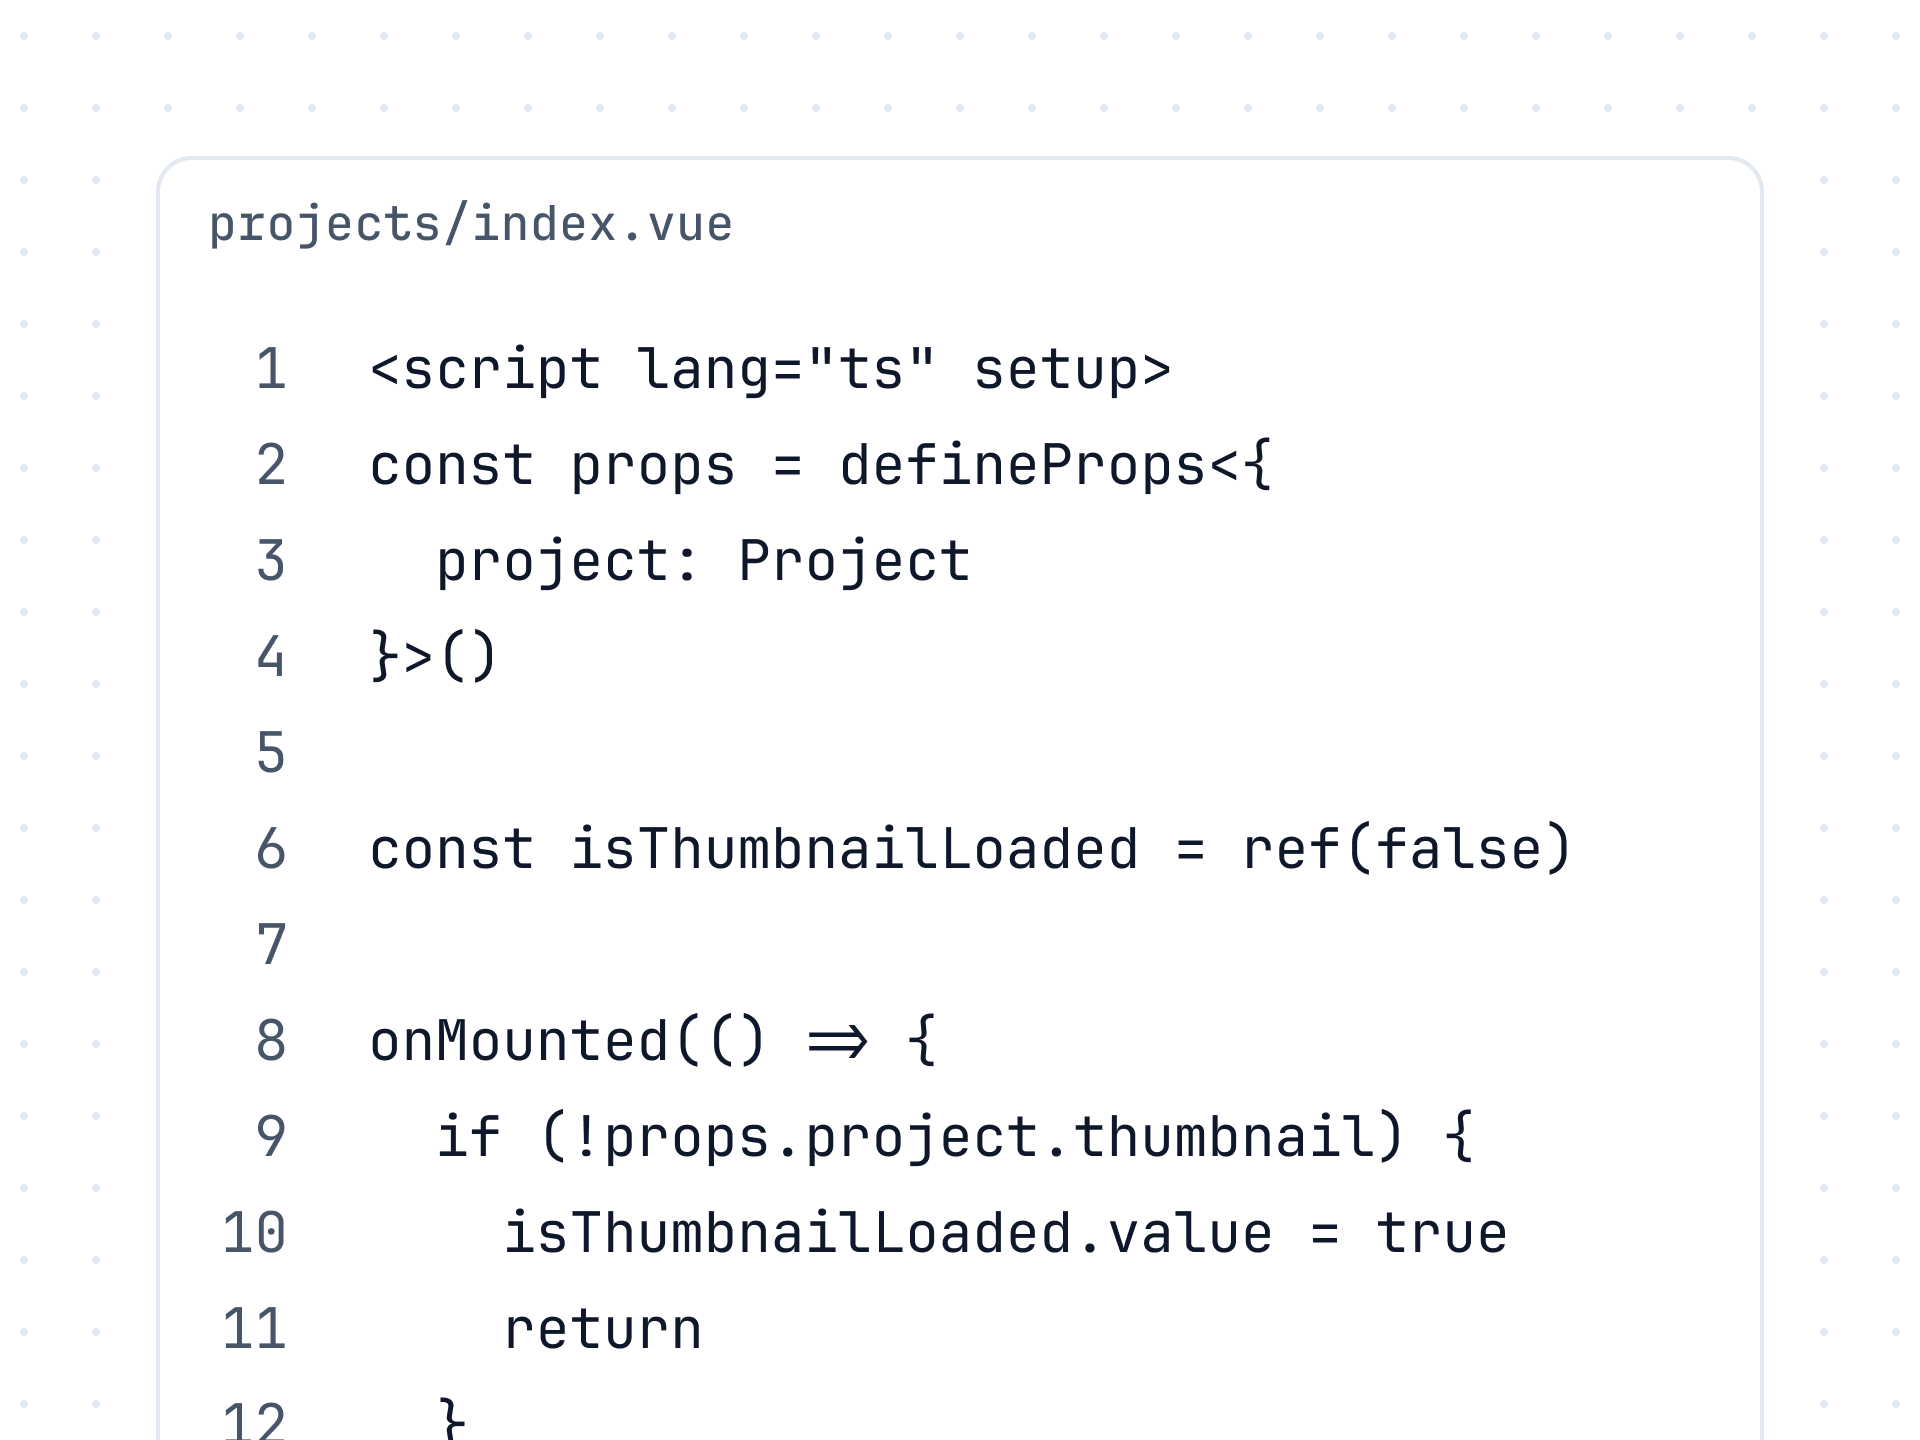 projects/index.vue
1 <script lang="ts" setup>
2 const props = defineProps<{
3   project: Project
4 }>()
5
6 const isThumbnailLoaded = ref(false)
7
8 onMounted(() => {
9   if (!props.project.thumbnail) {
10     isThumbnailLoaded.value = true
11     return
12   }